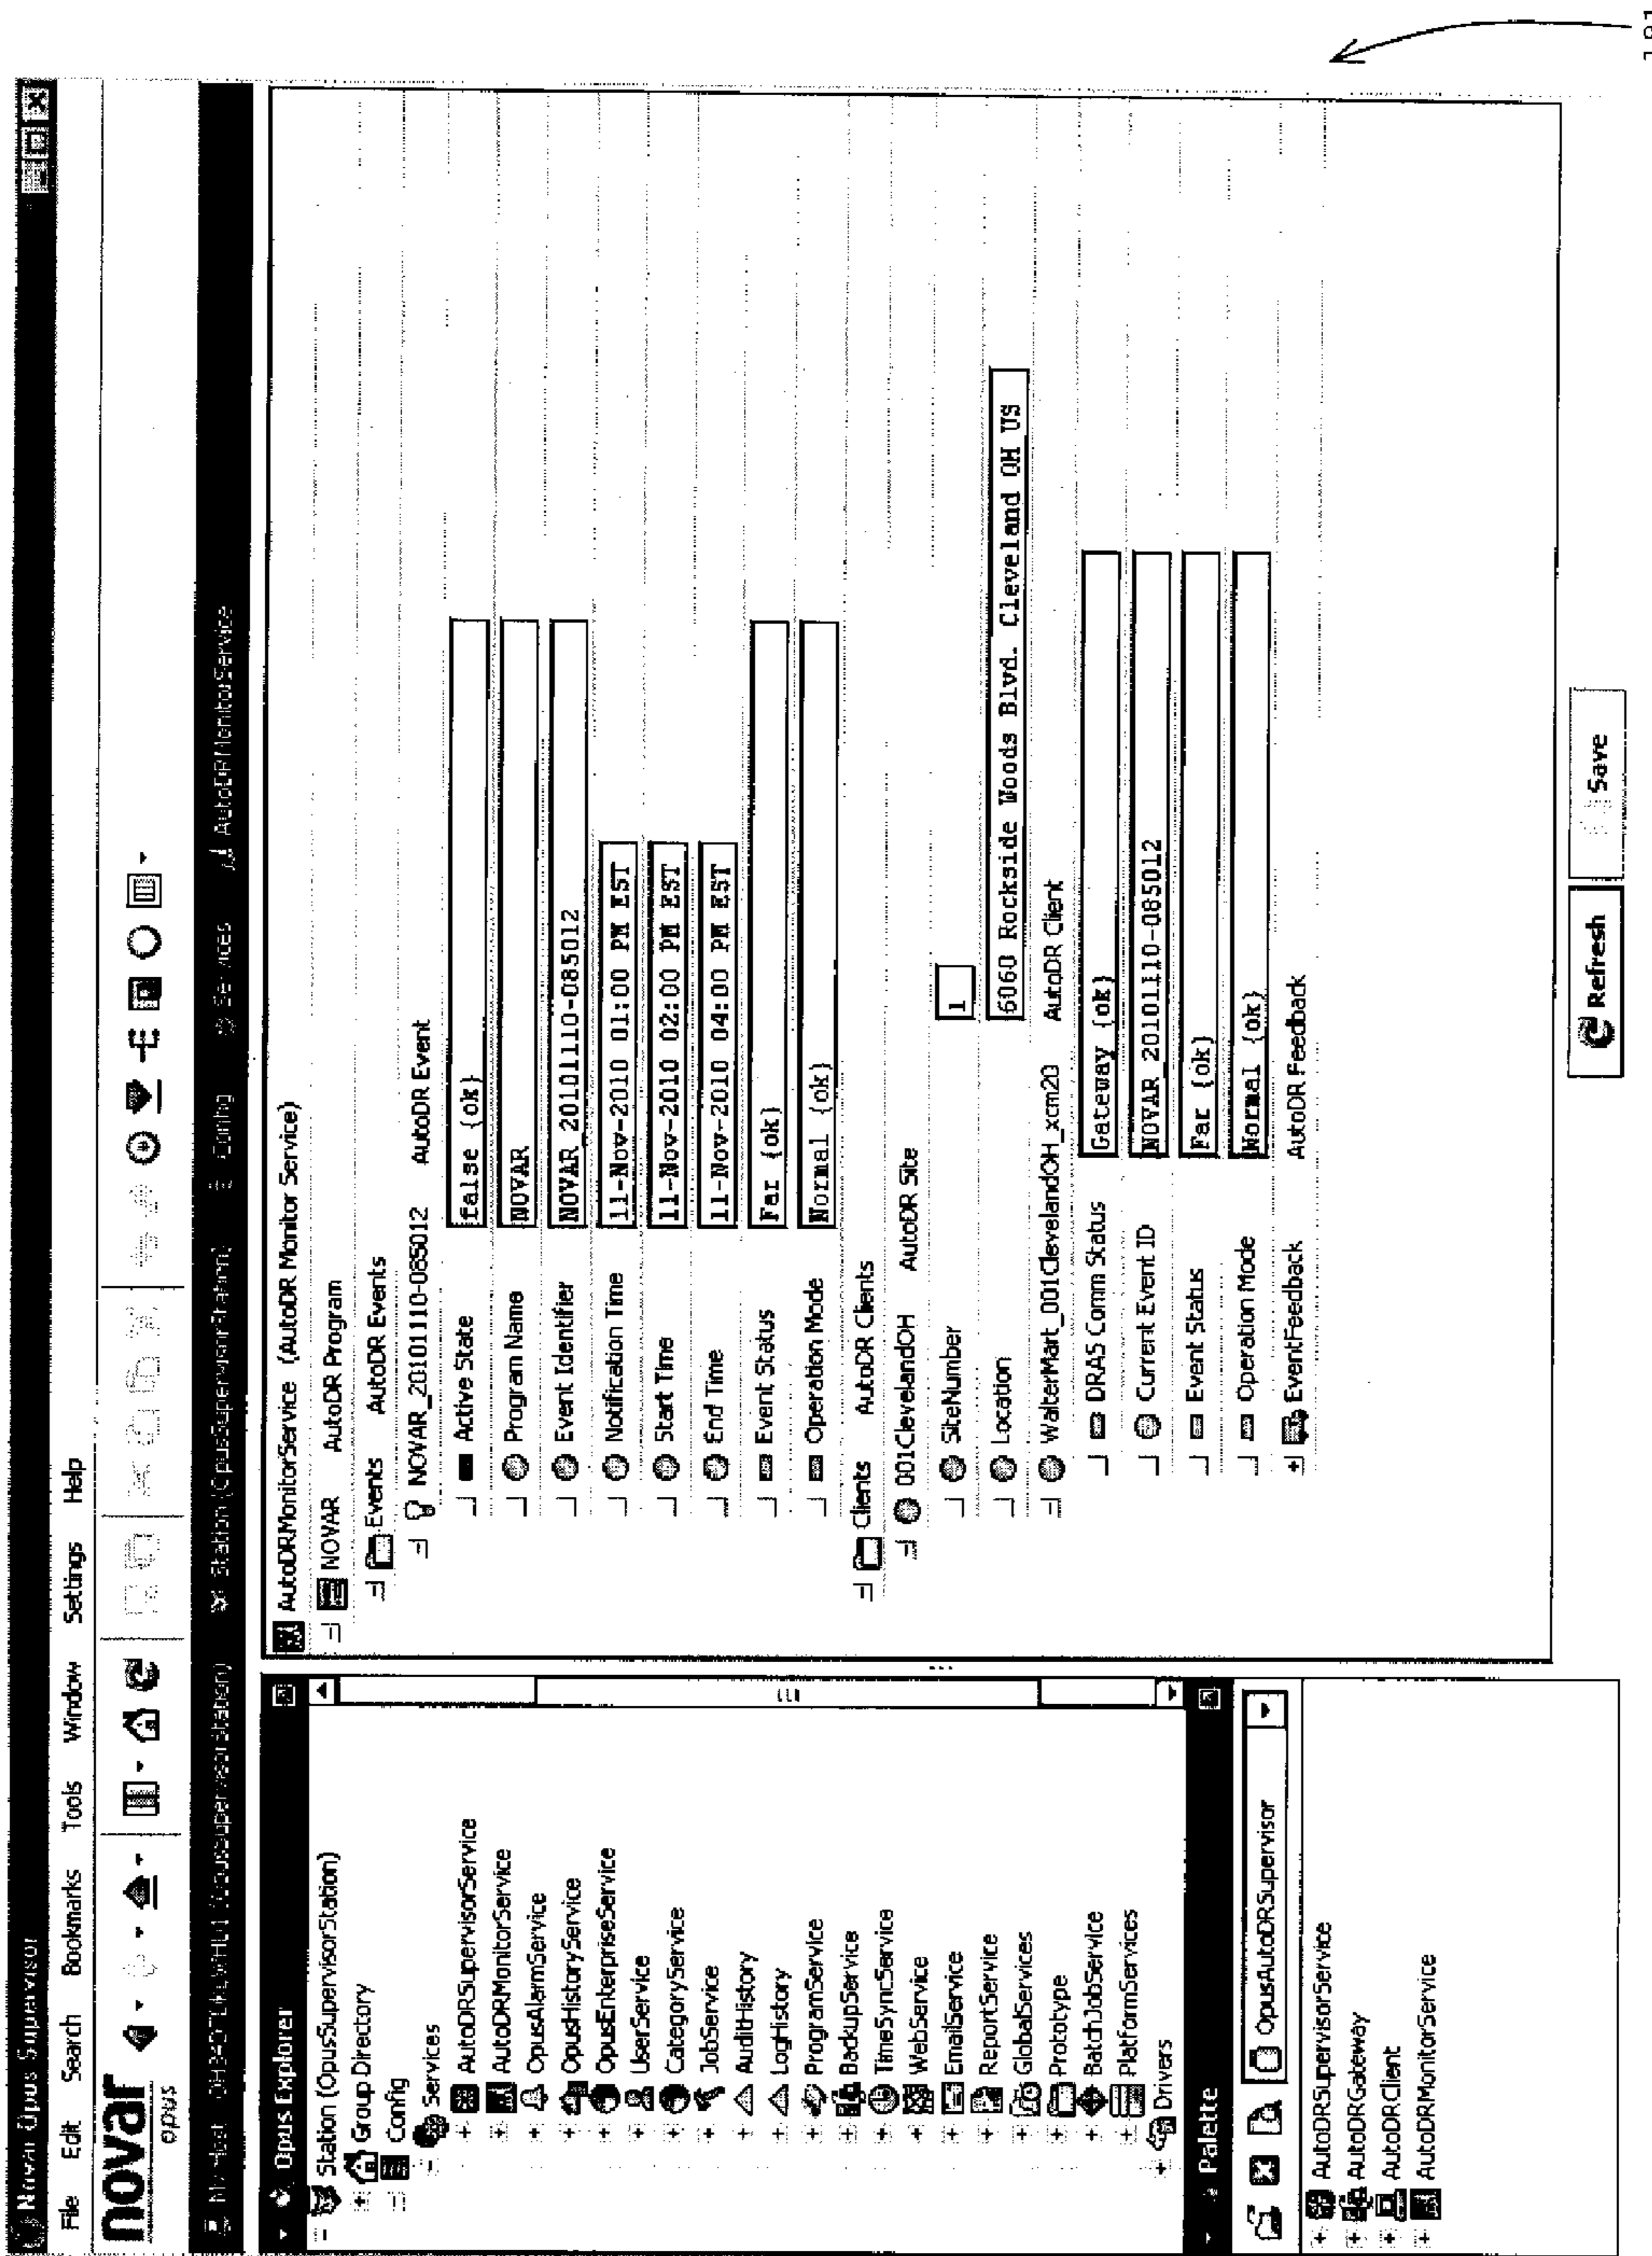 Novar Opus Supervisor
File Edit Search Bookmarks Tools Window Settings Help
novar
opus
Station (OpusSupervisorStation) Config Services AutoDRMonitorService
Opus Explorer
Station (OpusSupervisorStation)
Group Directory
Config
Services
AutoDRSupervisorService
AutoDRMonitorService
OpusAlarmService
OpusHistoryService
OpusEnterpriseService
UserService
CategoryService
JobService
AuditHistory
LogHistory
ProgramService
BackupService
TimeSyncService
WebService
EmailService
ReportService
GlobalServices
Prototype
BatchJobService
PlatformServices
Drivers
Palette
OpusAutoDRSupervisor
AutoDRSupervisorService
AutoDRGateway
AutoDRClient
AutoDRMonitorService
AutoDRMonitorService (AutoDR Monitor Service)
NOVAR AutoDR Program
Events AutoDR Events
NOVAR_20101110-085012 AutoDR Event
Active State false {ok}
Program Name NOVAR
Event Identifier NOVAR_20101110-085012
Notification Time 11-Nov-2010 01:00 PM EST
Start Time 11-Nov-2010 02:00 PM EST
End Time 11-Nov-2010 04:00 PM EST
Event Status Far {ok}
Operation Mode Normal {ok}
Clients AutoDR Clients
001ClevelandOH AutoDR Site
SiteNumber 1
Location 6060 Rockside Woods Blvd. Cleveland OH US
WalterMart_001ClevelandOH_xcm20 AutoDR Client
DRAS Comm Status Gateway {ok}
Current Event ID NOVAR_20101110-085012
Event Status Far {ok}
Operation Mode Normal {ok}
EventFeedback AutoDR Feedback
Refresh Save